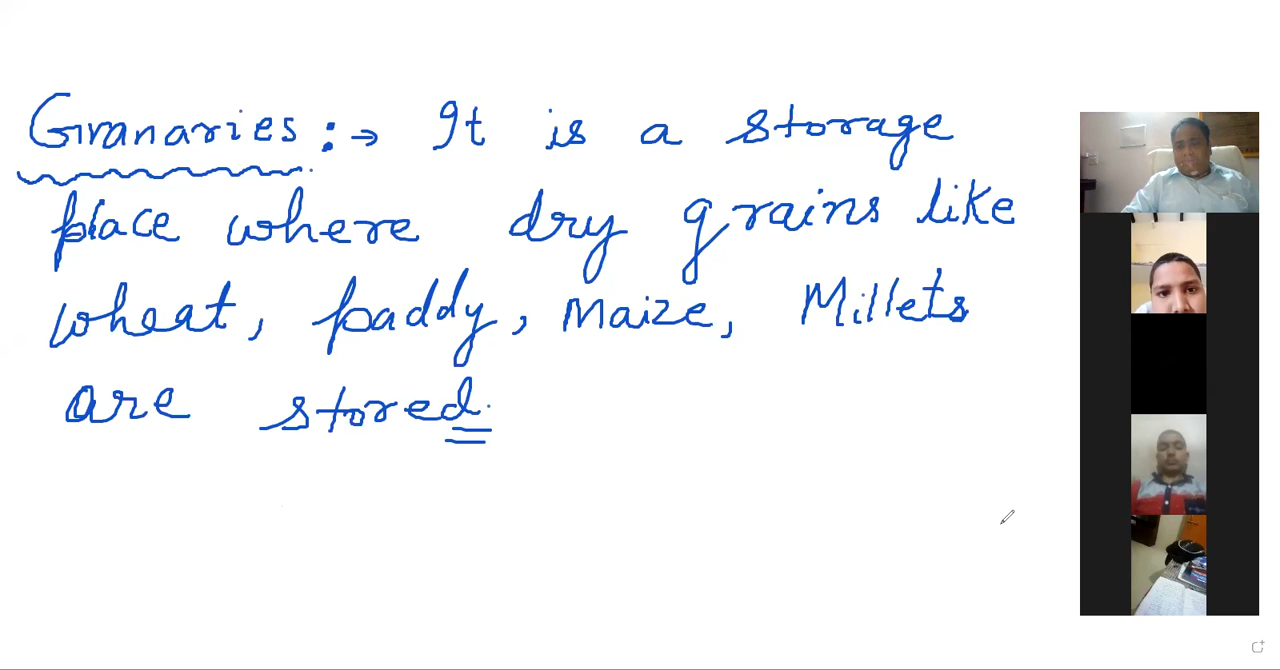 Granaries :→ It is a storage
place where dry grains like
wheat, paddy, Maize, Millets
are stored.